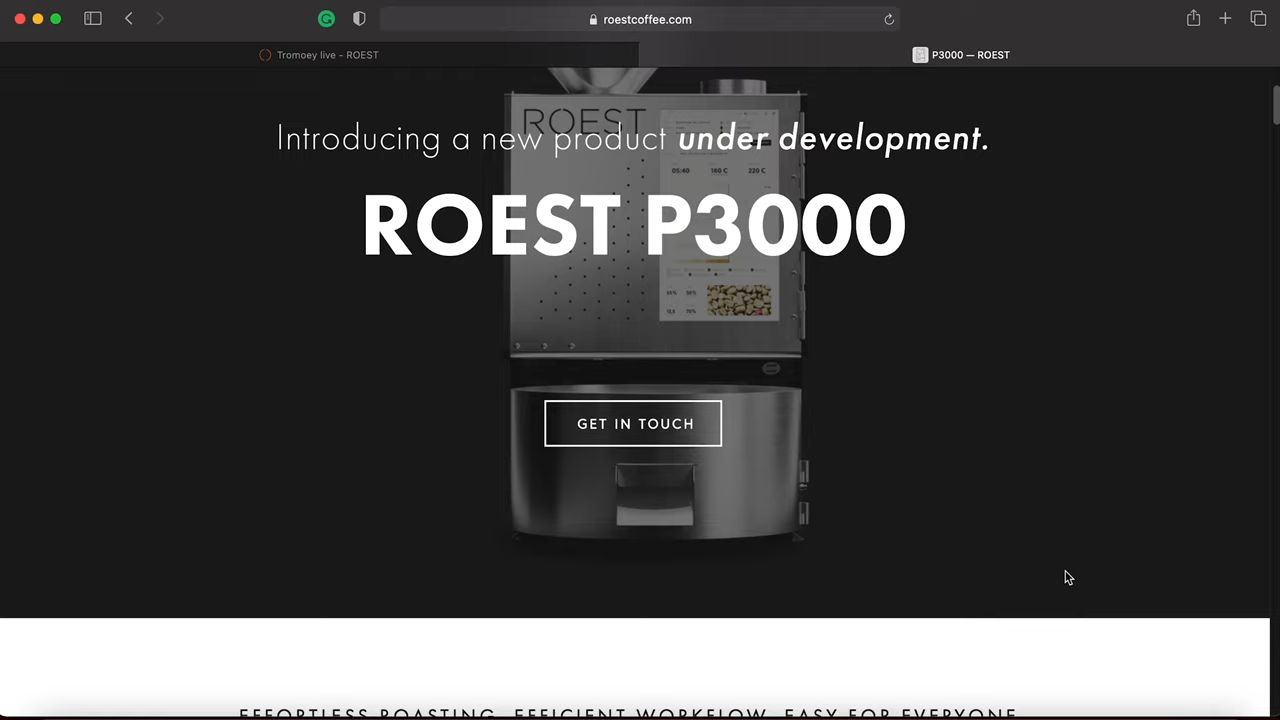 roestcoffee.com
Tromoey live - ROEST
P3000 — ROEST
ROEST
Introducing a new product under development.
05:40 160 C 220 C
ROEST P3000
GET IN TOUCH
EFFORTLESS ROASTING. EFFICIENT WORKFLOW. EASY FOR EVERYONE